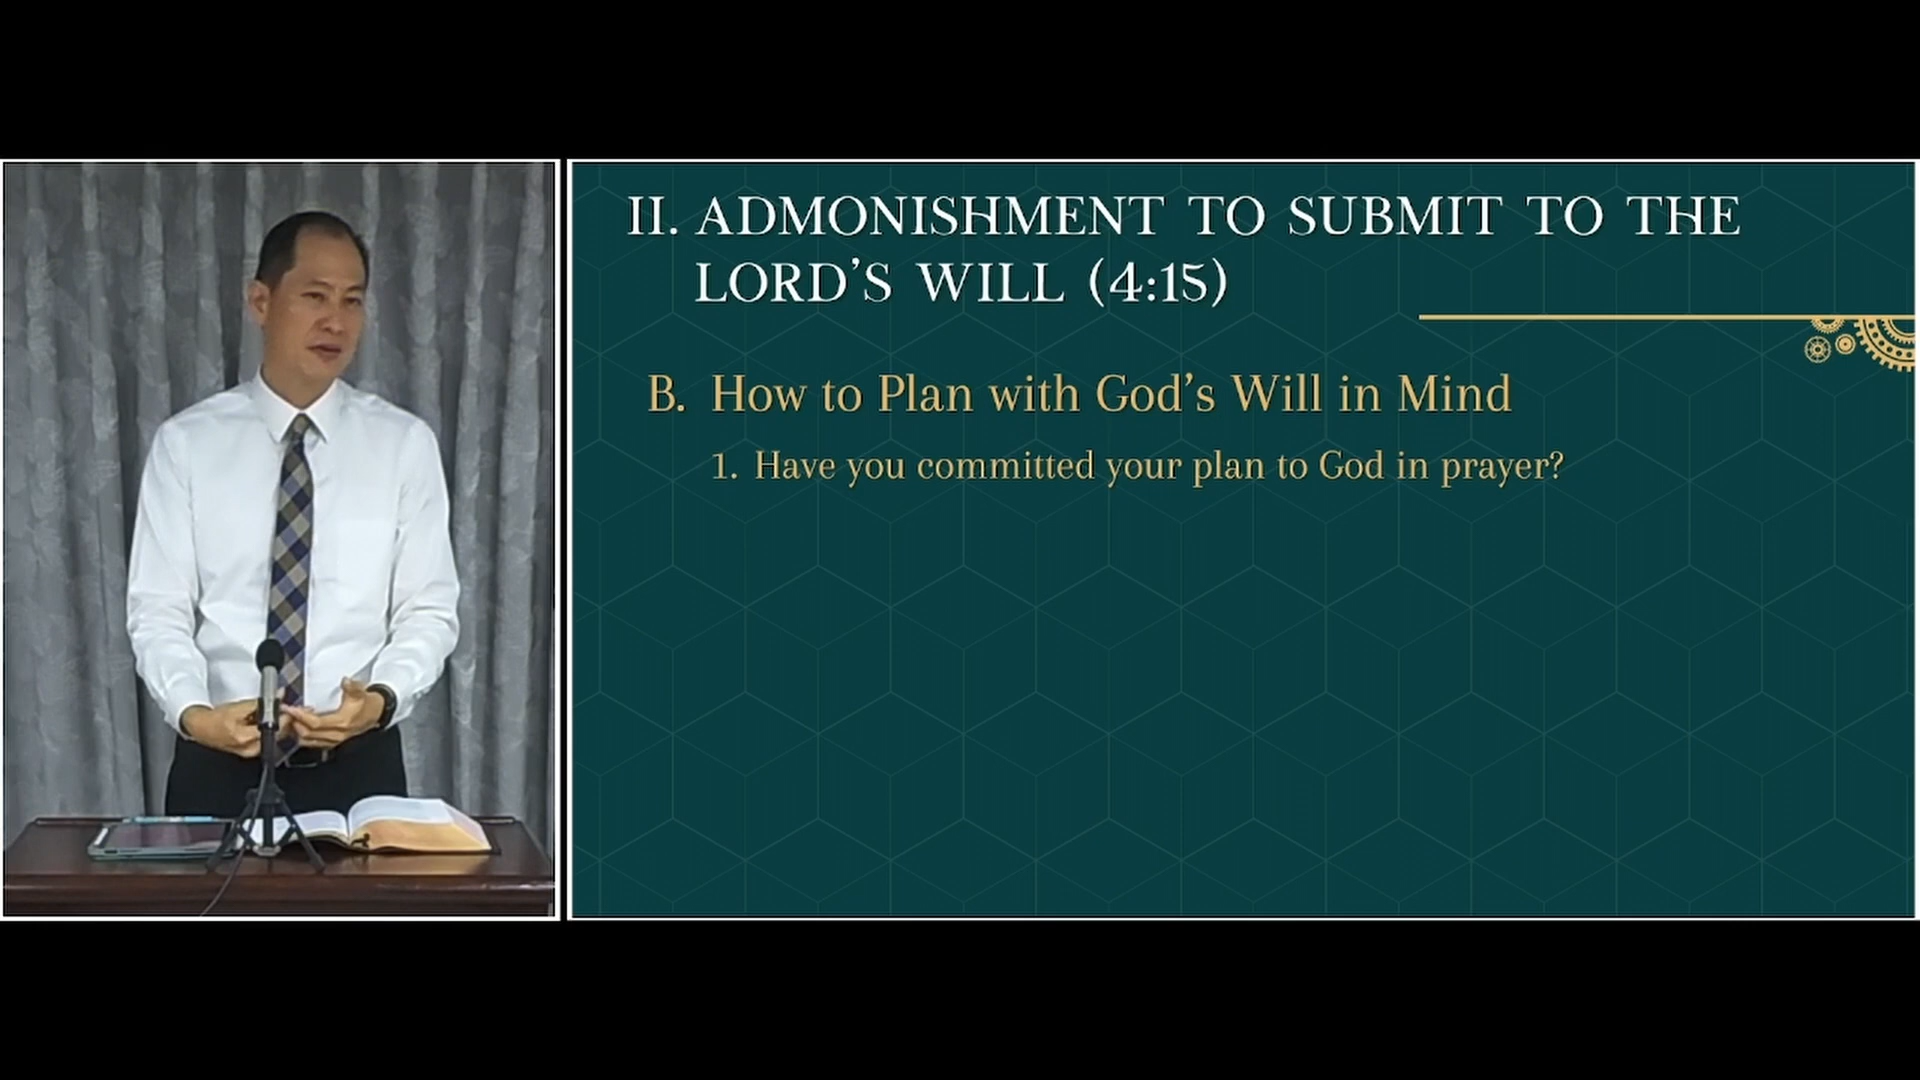 II. ADMONISHMENT TO SUBMIT TO THE
LORD’S WILL (4:15)
B. How to Plan with God’s Will in Mind
1. Have you committed your plan to God in prayer?